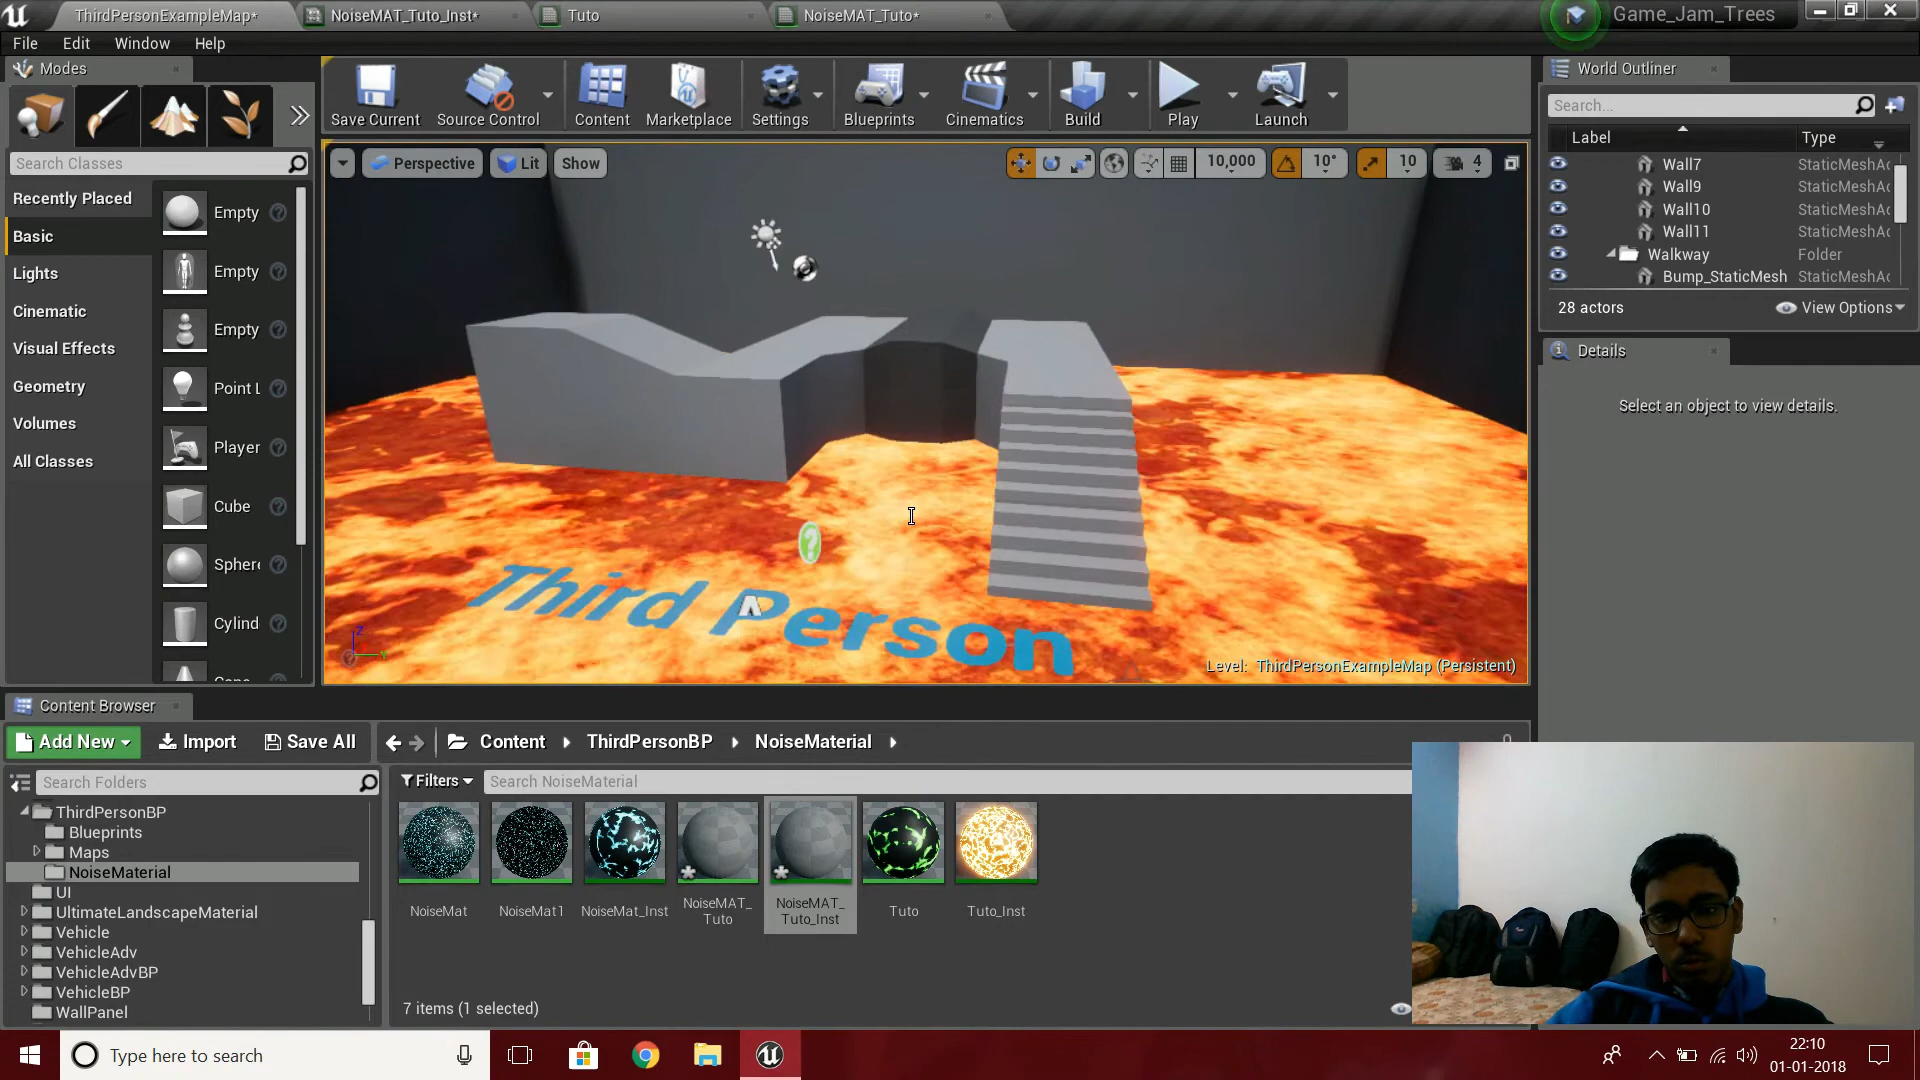 ThirdPersonExampleMap*
NoiseMAT_Tuto_Inst*
Tuto
NoiseMAT_Tuto*
Game_Jam_Trees
File
Edit
Window
Help
Modes
Save Current
Source Control
Content
Marketplace
Settings
Blueprints
Cinematics
Build
Play
Launch
World Outliner
Search...
Label
Type
Search Classes
Perspective
Lit
Show
10,000
10°
10
4
Wall7
StaticMeshAc
Wall9
StaticMeshAc
Wall10
StaticMeshAc
Wall11
StaticMeshAc
Walkway
Folder
Bump_StaticMesh
StaticMeshAc
28 actors
View Options
Recently Placed
Basic
Lights
Cinematic
Visual Effects
Geometry
Volumes
All Classes
Empty
Empty
Empty
Point L
Player
Cube
Sphere
Cylind
Details
Select an object to view details.
Third Person
Level: ThirdPersonExampleMap (Persistent)
Content Browser
Add New
Import
Save All
Content
ThirdPersonBP
NoiseMaterial
Search Folders
Filters
Search NoiseMaterial
ThirdPersonBP
Blueprints
Maps
NoiseMaterial
UI
UltimateLandscapeMaterial
Vehicle
VehicleAdv
VehicleAdvBP
VehicleBP
WallPanel
NoiseMat
NoiseMat1
NoiseMat_Inst
NoiseMAT_
Tuto
NoiseMAT_
Tuto_Inst
Tuto
Tuto_Inst
7 items (1 selected)
Type here to search
22:10
01-01-2018